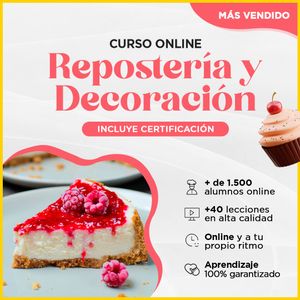 MÁS VENDIDO
CURSO ONLINE
Repostería y
Decoración
INCLUYE CERTIFICACIÓN
+ de 1.500
alumnos online
+40 lecciones
en alta calidad
Online y a tu
propio ritmo
Aprendizaje
100% garantizado